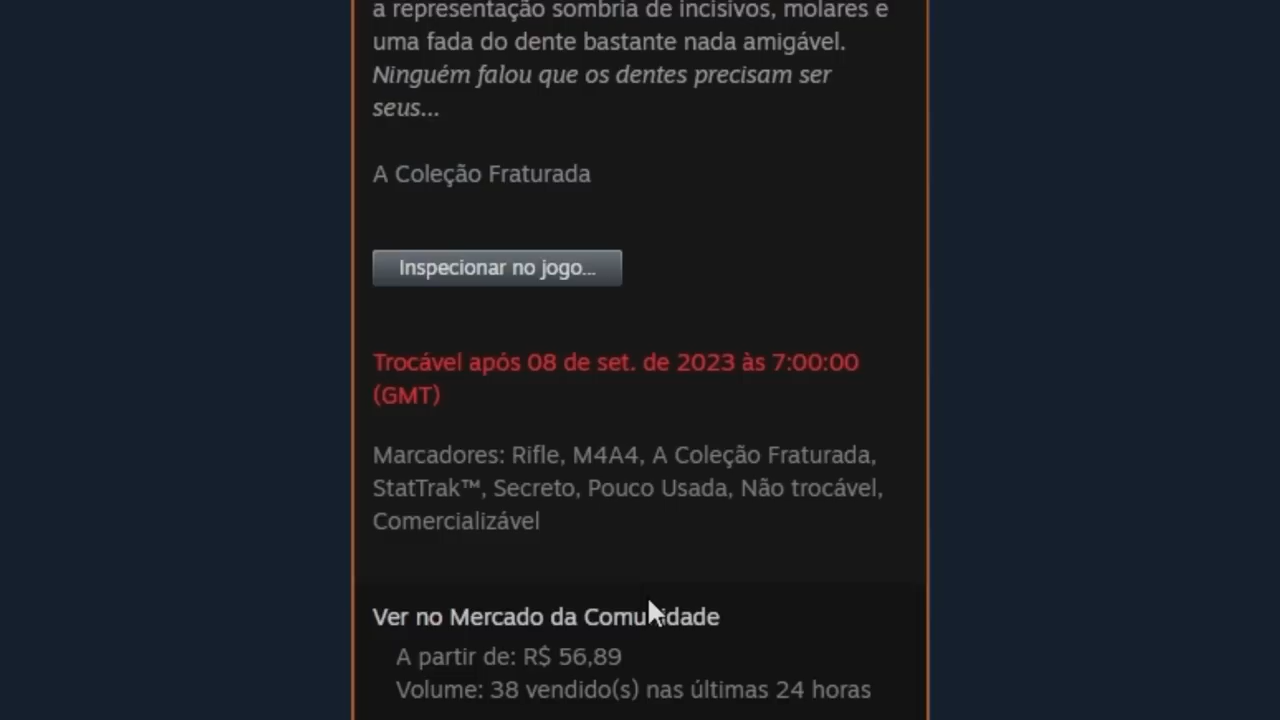 a representação sombria de incisivos, molares e
uma fada do dente bastante nada amigável.
Ninguém falou que os dentes precisam ser
seus...
A Coleção Fraturada
Inspecionar no jogo...
Trocável após 08 de set. de 2023 às 7:00:00
(GMT)
Marcadores: Rifle, M4A4, A Coleção Fraturada,
StatTrak™, Secreto, Pouco Usada, Não trocável,
Comercializável
Ver no Mercado da Comunidade
A partir de: R$ 56,89
Volume: 38 vendido(s) nas últimas 24 horas